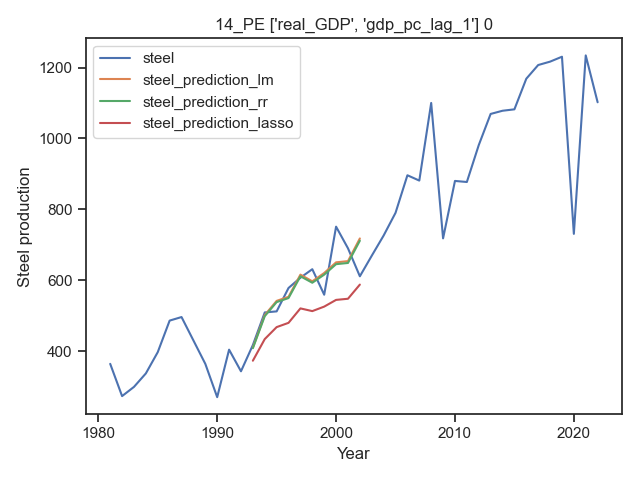 14_PE ['real_GDP', 'gdp_pc_lag_1'] 0
steel
steel_prediction_lm
steel_prediction_rr
steel_prediction_lasso
Steel production
1200
1000
800
600
400
1980 1990 2000 2010 2020
Year